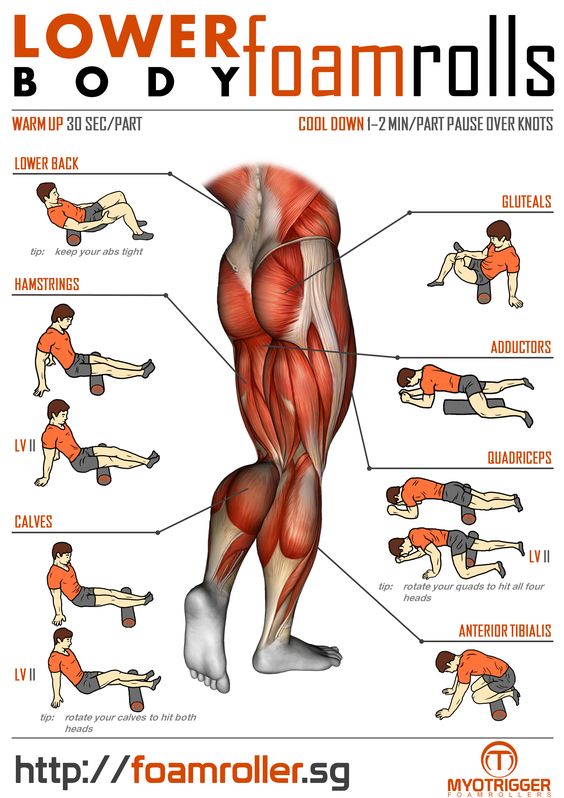 LOWER
BODY
foamrolls
WARM UP 30 SEC/PART
COOL DOWN 1-2 MIN/PART PAUSE OVER KNOTS
LOWER BACK
tip: keep your abs tight
GLUTEALS
HAMSTRINGS
LV II
ADDUCTORS
QUADRICEPS
LV II
tip: rotate your quads to hit all four
heads
CALVES
LV II
tip: rotate your calves to hit both
heads
ANTERIOR TIBIALIS
http://foamroller.sg
MYOTRIGGER
FOAMROLLERS